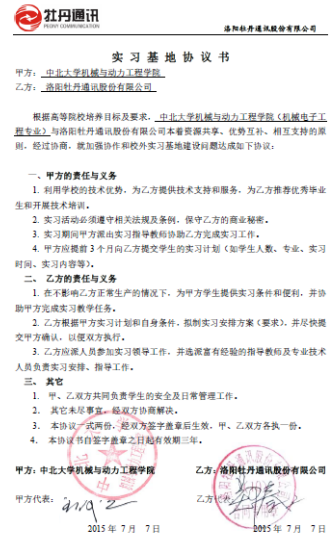 牡丹通讯
PEONY COMMUNICATION
洛阳牡丹通讯股份有限公司
实习基地协议书
甲方：中北大学机械与动力工程学院
乙方：洛阳牡丹通讯股份有限公司
根据高等院校培养目标及要求，中北大学机械与动力工程学院（机械电子工
程专业）与洛阳牡丹通讯股份有限公司本着资源共享、优势互补、相互支持的原
则，经过协商，就加强协作和校外实习基地建设问题达成如下协议：
一、甲方的责任与义务
1. 利用学校的技术优势，为乙方提供技术支持和服务，为乙方推荐优秀毕业
生和开展技术培训。
2. 实习活动必须遵守相关法规及条例，保守乙方的商业秘密。
3. 实习期间甲方派出实习指导教师协助乙方完成实习工作。
4. 甲方应提前 3 个月向乙方提交学生的实习计划（如学生人数、专业、实习
时间、实习内容等）。
二、乙方的责任与义务
1. 在不影响乙方正常生产的情况下，为甲方学生提供实习条件和便利，并协
助甲方完成实习教学任务。
2. 乙方根据甲方实习计划和自身条件，拟制实习安排方案（要求），并尽快提
交甲方确认，以便双方执行。
3. 乙方应派人员参加实习领导工作，并选派富有经验的指导教师及专业技术
人员负责实习安排、指导工作。
三、其它
1. 甲、乙双方共同负责学生的安全及日常管理工作。
2. 其它未尽事宜，经双方协商解决。
3. 本协议一式两份，经双方签字盖章后生效，甲、乙双方各执一份。
4. 本协议书自签字盖章之日起有效期三年。
甲方：中北大学机械与动力工程学院
乙方：洛阳牡丹通讯股份有限公司
甲方代表：
乙方代表：
2015 年 7 月 7 日
2015 年 7 月 7 日